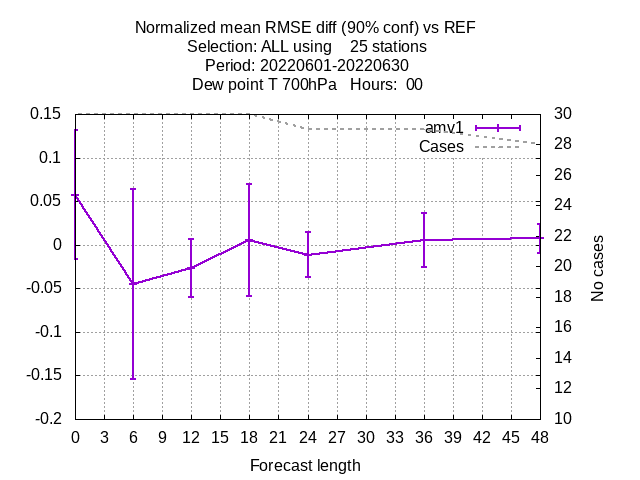 Normalized mean RMSE diff (90% conf) vs REF
Selection: ALL using    25 stations
Period: 20220601-20220630
Dew point T 700hPa   Hours:  00
0.15
0.1
0.05
0
-0.05
-0.1
-0.15
-0.2
30
28
26
24
22
20
18
16
14
12
10
amv1
Cases
No cases
0 3 6 9 12 15 18 21 24 27 30 33 36 39 42 45 48
Forecast length